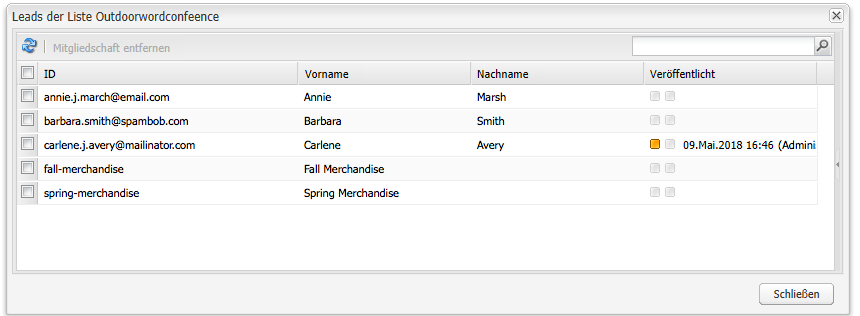 Leads der Liste Outdoorwordconfeence
Mitgliedschaft entfernen
ID Vorname Nachname Veröffentlicht
annie.j.march@email.com Annie Marsh
barbara.smith@spambob.com Barbara Smith
carlene.j.avery@mailinator.com Carlene Avery 09.Mai.2018 16:46 (Admini
fall-merchandise Fall Merchandise
spring-merchandise Spring Merchandise
Schließen